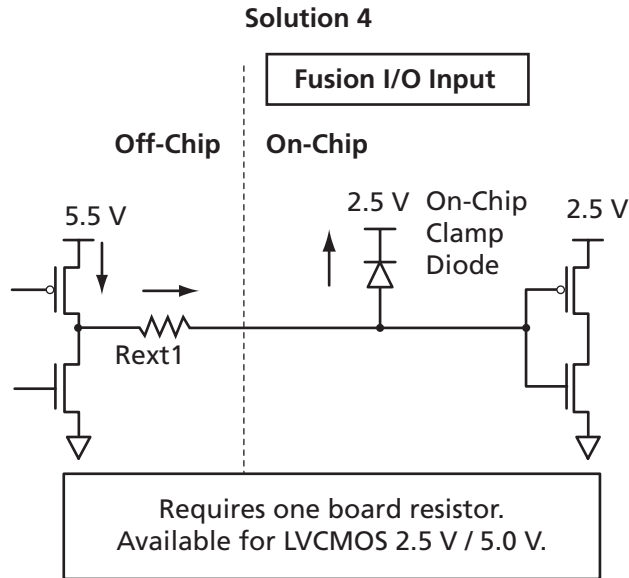 Solution 4
Fusion I/O Input
Off-Chip
On-Chip
5.5 V
2.5 V
On-Chip
Clamp
Diode
2.5 V
Rext1
Requires one board resistor.
Available for LVCMOS 2.5 V / 5.0 V.